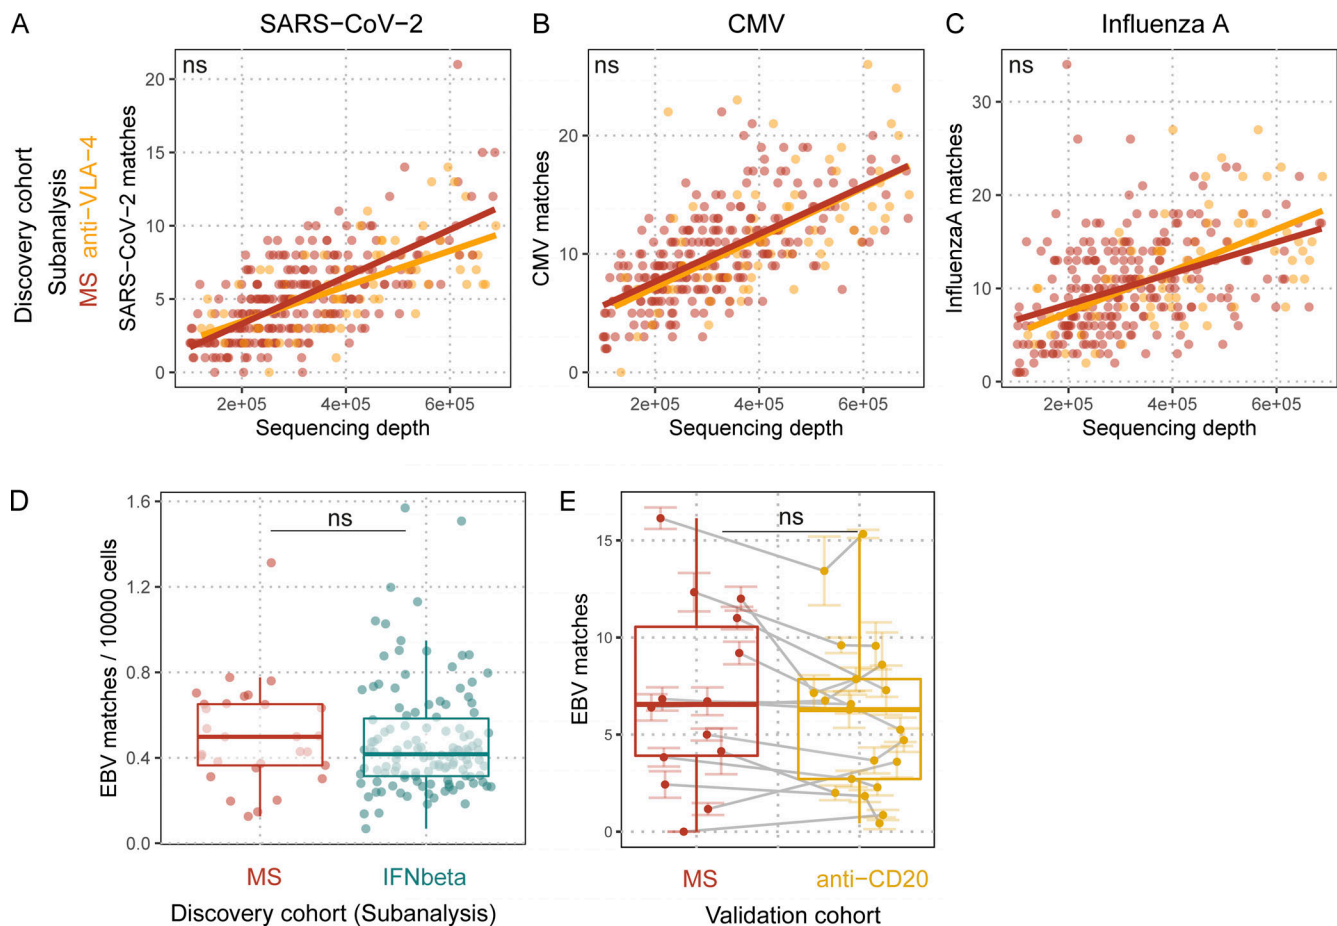 A
SARS−CoV−2
B
CMV
C
Influenza A
Discovery cohort
Subanalysis
MS anti−VLA−4
SARS−CoV−2 matches
ns
20
15
10
5
0
2e+05
4e+05
6e+05
Sequencing depth
CMV matches
ns
20
10
0
2e+05
4e+05
6e+05
Sequencing depth
InfluenzaA matches
ns
30
20
10
0
2e+05
4e+05
6e+05
Sequencing depth
D
EBV matches / 10000 cells
1.6
1.2
0.8
0.4
0.0
ns
MS
IFNbeta
Discovery cohort (Subanalysis)
E
EBV matches
15
10
5
0
ns
MS
anti−CD20
Validation cohort